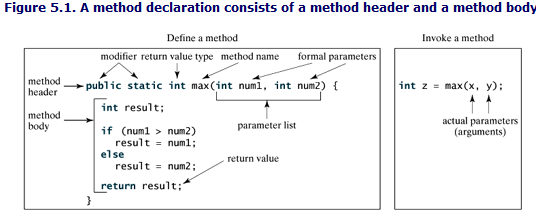 Figure 5.1. A method declaration consists of a method header and a method body
Define a method
modifier return value type method name formal parameters
method
header
public static int max(int num1, int num2) {
method
body
int result;
if (num1 > num2)
result = num1;
else
result = num2;
return result;
}
parameter list
return value
Invoke a method
int z = max(x, y);
actual parameters
(arguments)